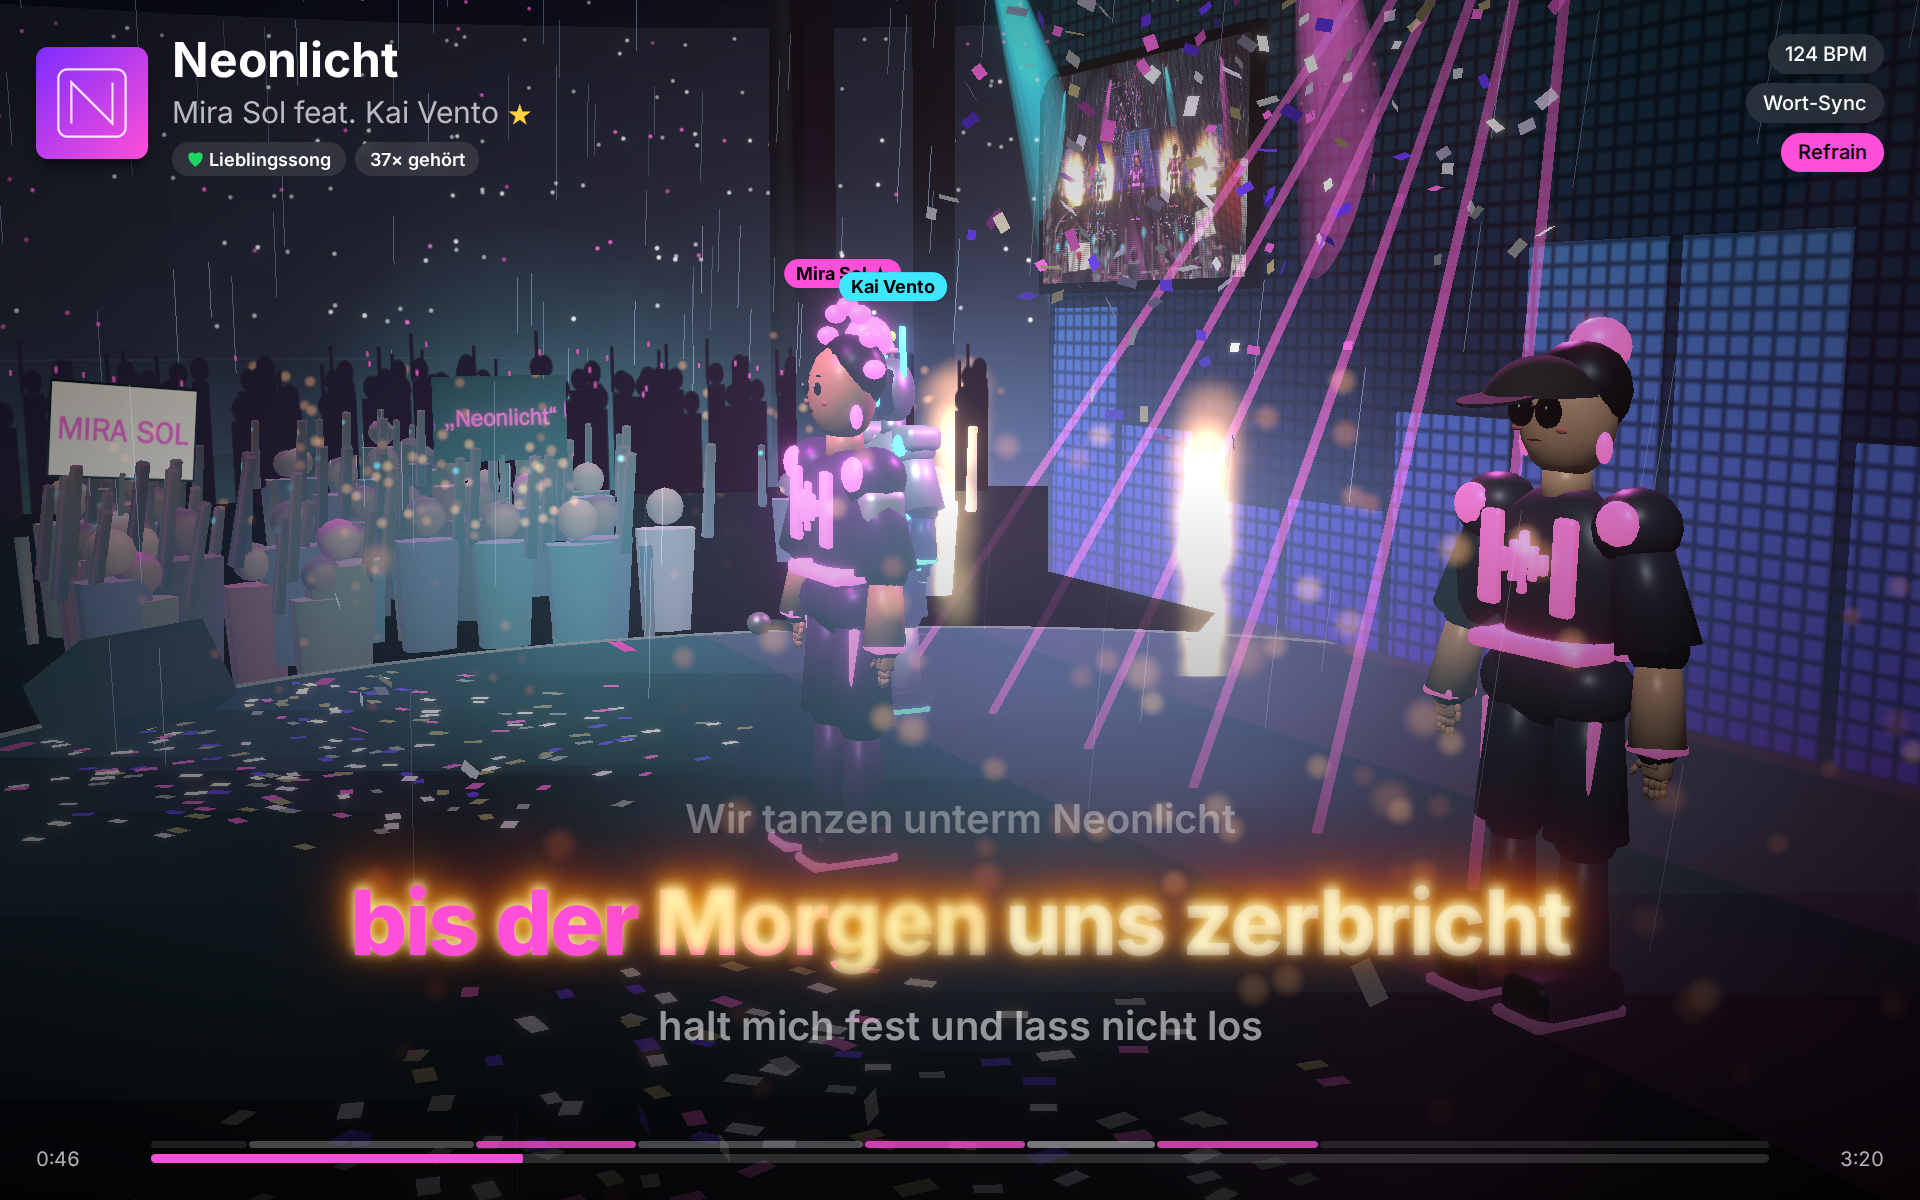 Neonlicht
Mira Sol feat. Kai Vento ★
Lieblingssong
37× gehört
124 BPM
Wort-Sync
Refrain
Mira
Kai Vento
MIRA SOL
„Neonlicht“
Wir tanzen unterm Neonlicht
bis der Morgen uns zerbricht
halt mich fest und lass nicht los
0:46
3:20